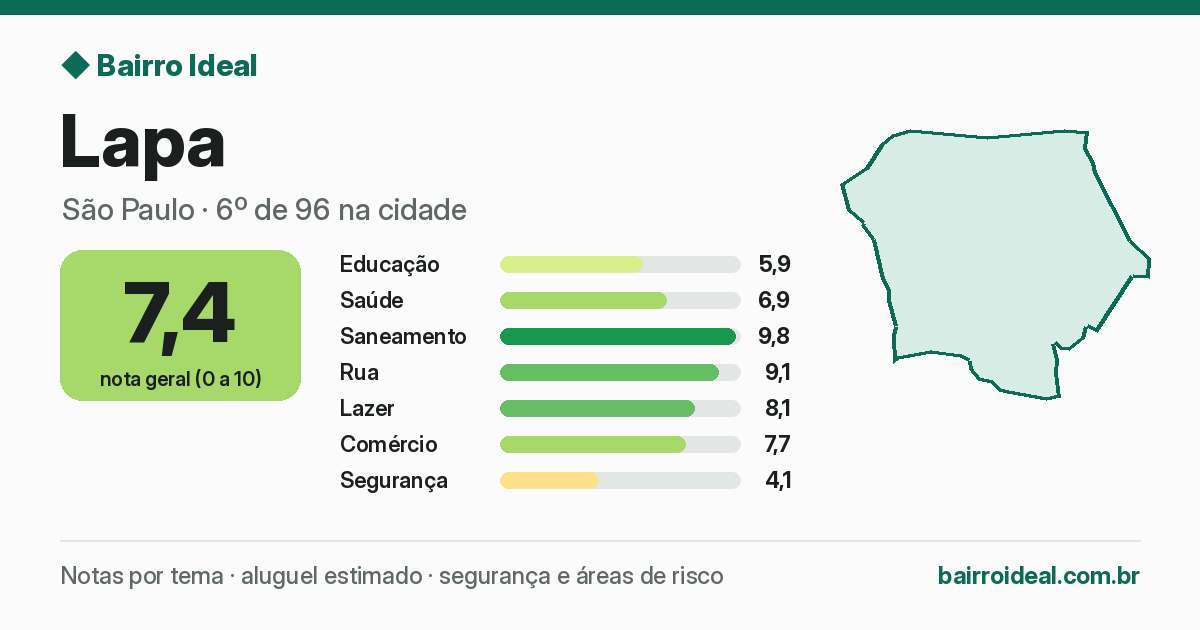 Bairro Ideal
Lapa
São Paulo · 6º de 96 na cidade
7,4
nota geral (0 a 10)
Educação 5,9
Saúde 6,9
Saneamento 9,8
Rua 9,1
Lazer 8,1
Comércio 7,7
Segurança 4,1
Notas por tema · aluguel estimado · segurança e áreas de risco
bairroideal.com.br